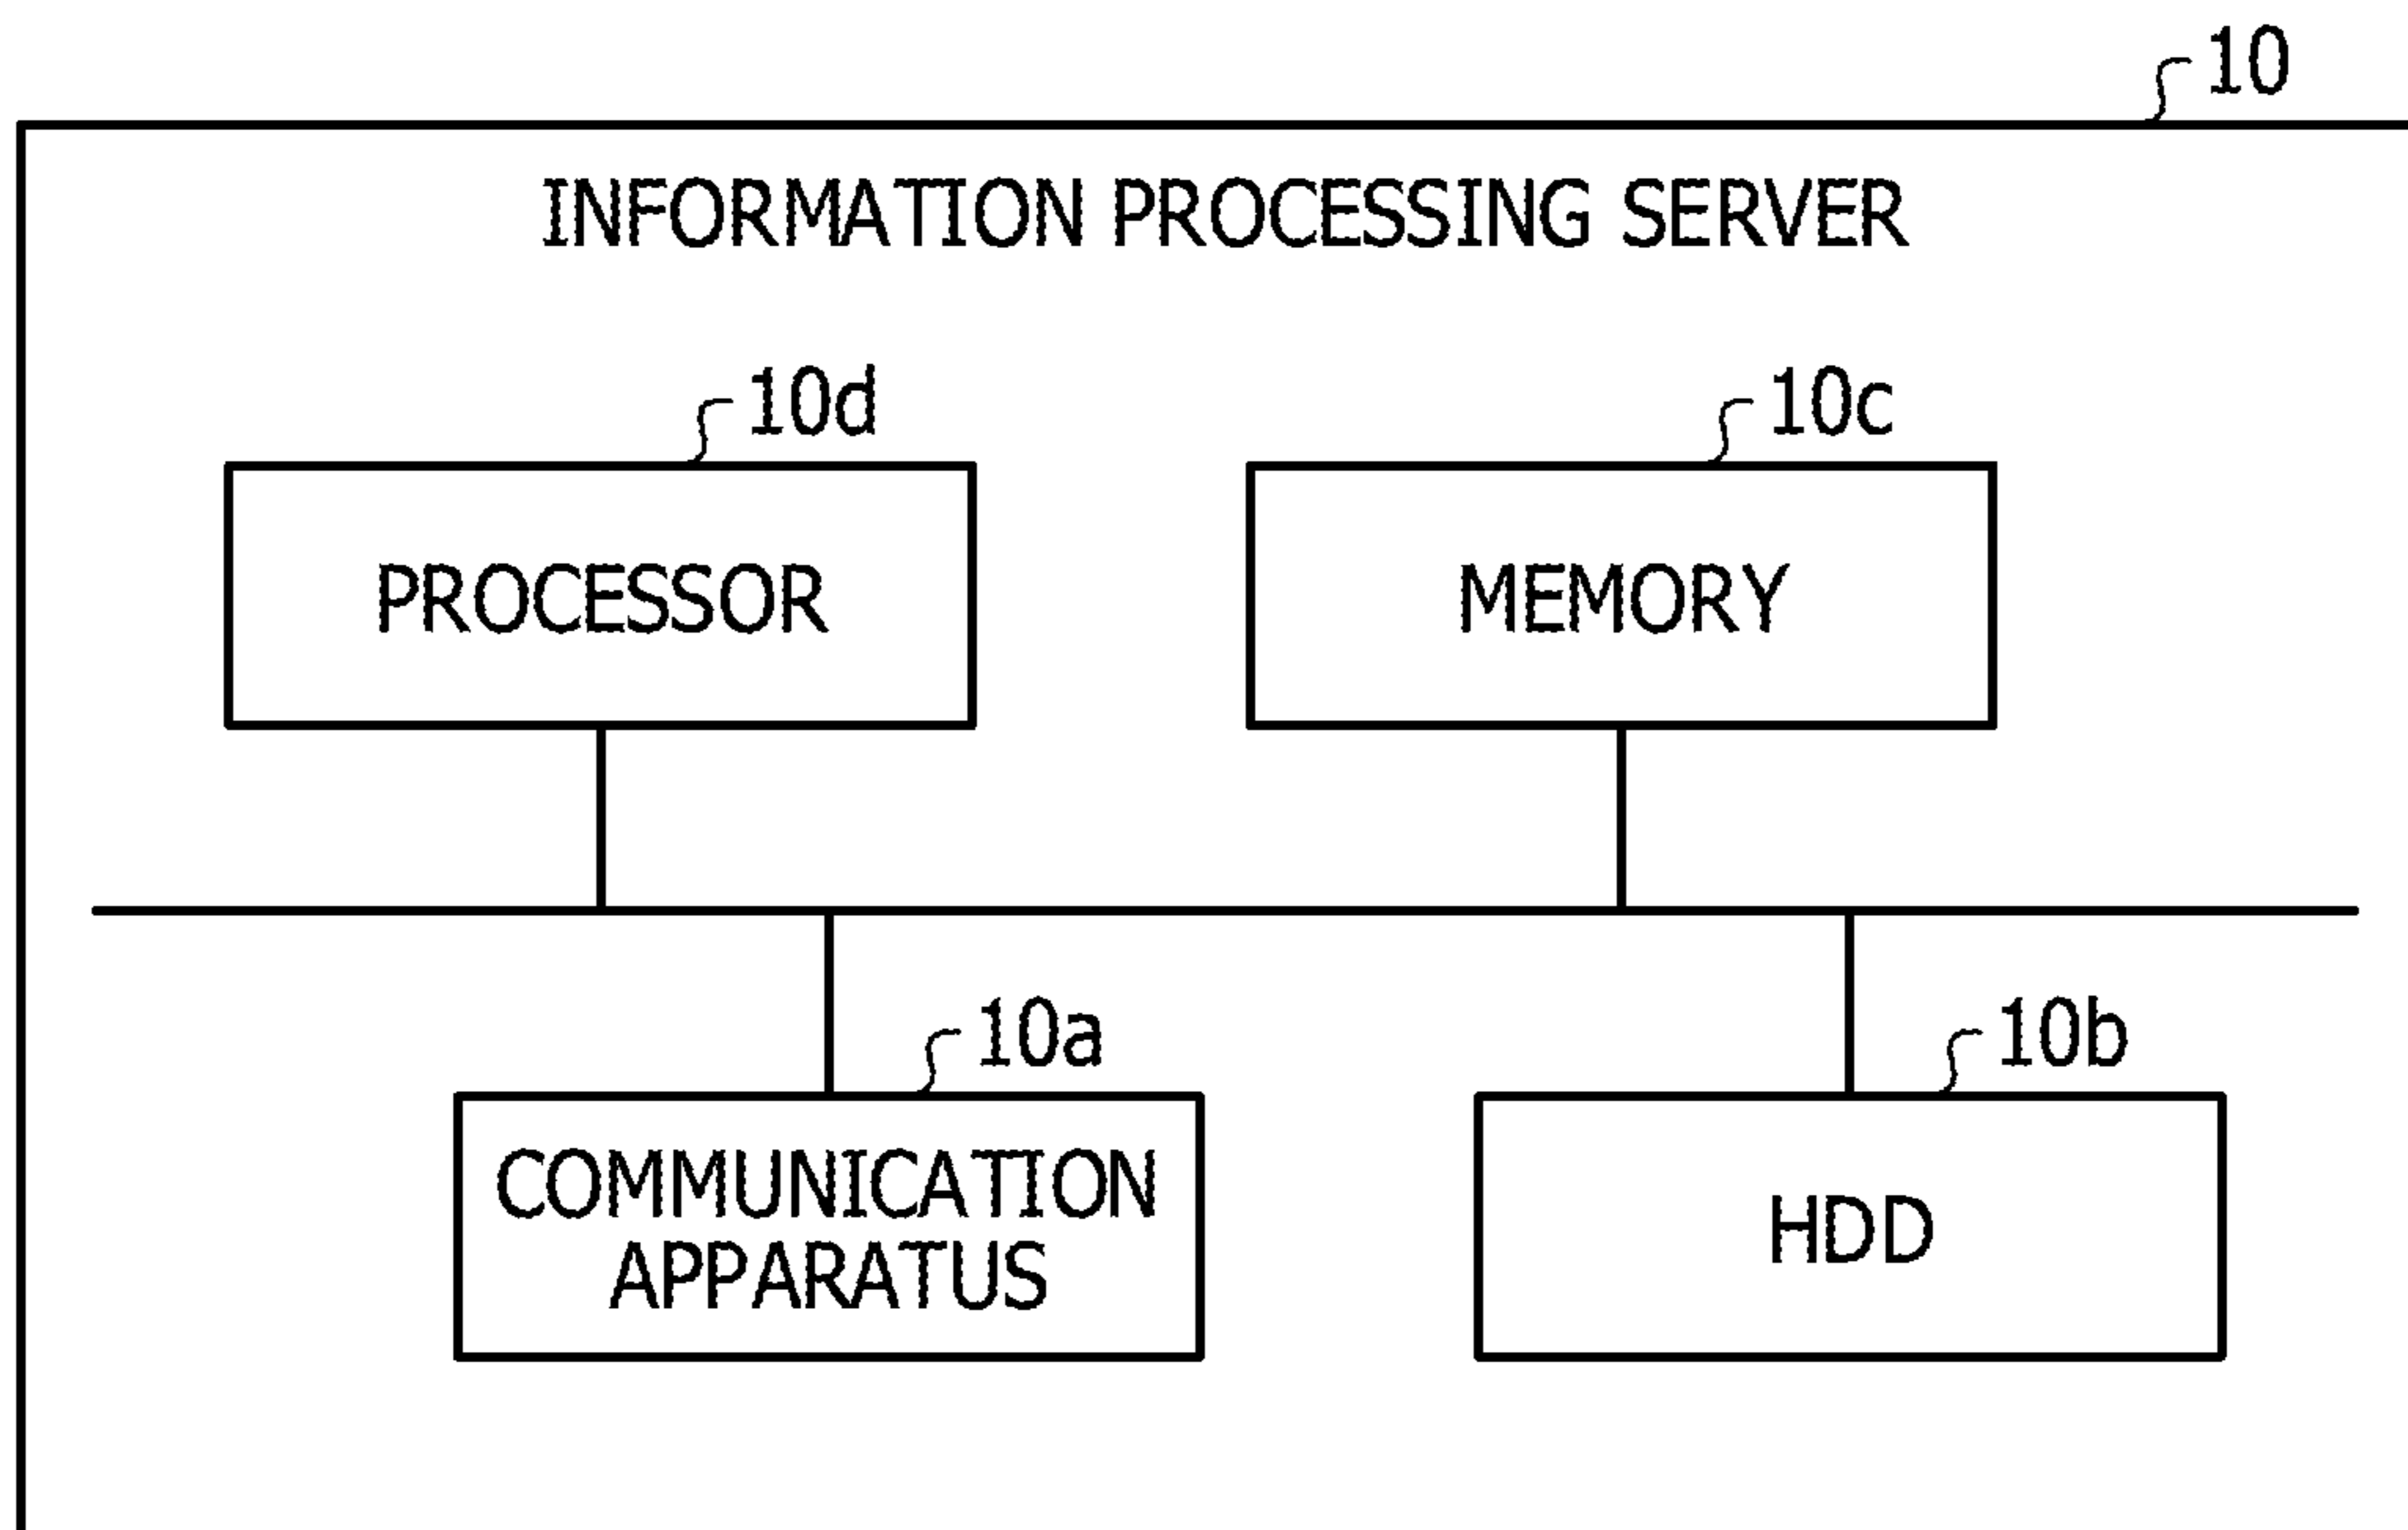 10
INFORMATION PROCESSING SERVER
10d
10c
PROCESSOR
MEMORY
10a
10b
COMMUNICATION
APPARATUS
HDD